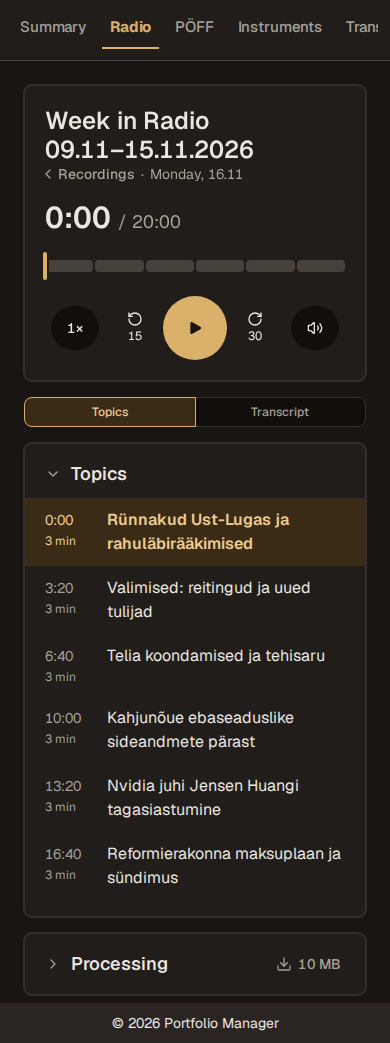 Summary Radio PÖFF Instruments Trans
Week in Radio
09.11–15.11.2026
Recordings · Monday, 16.11
0:00 / 20:00
1× 15 30
Topics Transcript
Topics
0:00 Rünnakud Ust-Lugas ja
3 min rahuläbirääkimised
3:20 Valimised: reitingud ja uued
3 min tulijad
6:40 Telia koondamised ja tehisaru
3 min
10:00 Kahjunõue ebaseaduslike
3 min sideandmete pärast
13:20 Nvidia juhi Jensen Huangi
3 min tagasiastumine
16:40 Reformierakonna maksuplaan ja
3 min sündimus
Processing 10 MB
© 2026 Portfolio Manager